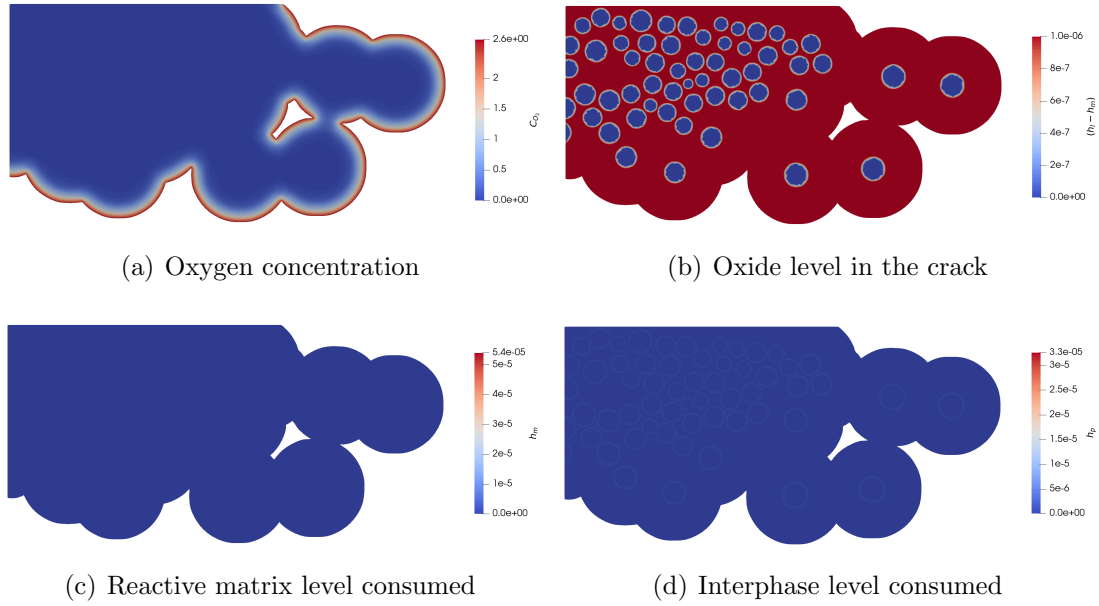 2.6e+00
2
1.5
1
0.5
0.0e+00
C_{O_2}
1.0e-06
8e-7
6e-7
4e-7
2e-7
0.0e+00
(h_l − h_m)
(a) Oxygen concentration
(b) Oxide level in the crack
5.4e-05
5e-5
4e-5
3e-5
2e-5
1e-5
0.0e+00
h_m
3.3e-05
3e-5
2.5e-5
2e-5
1.5e-5
1e-5
5e-6
0.0e+00
h_p
(c) Reactive matrix level consumed
(d) Interphase level consumed